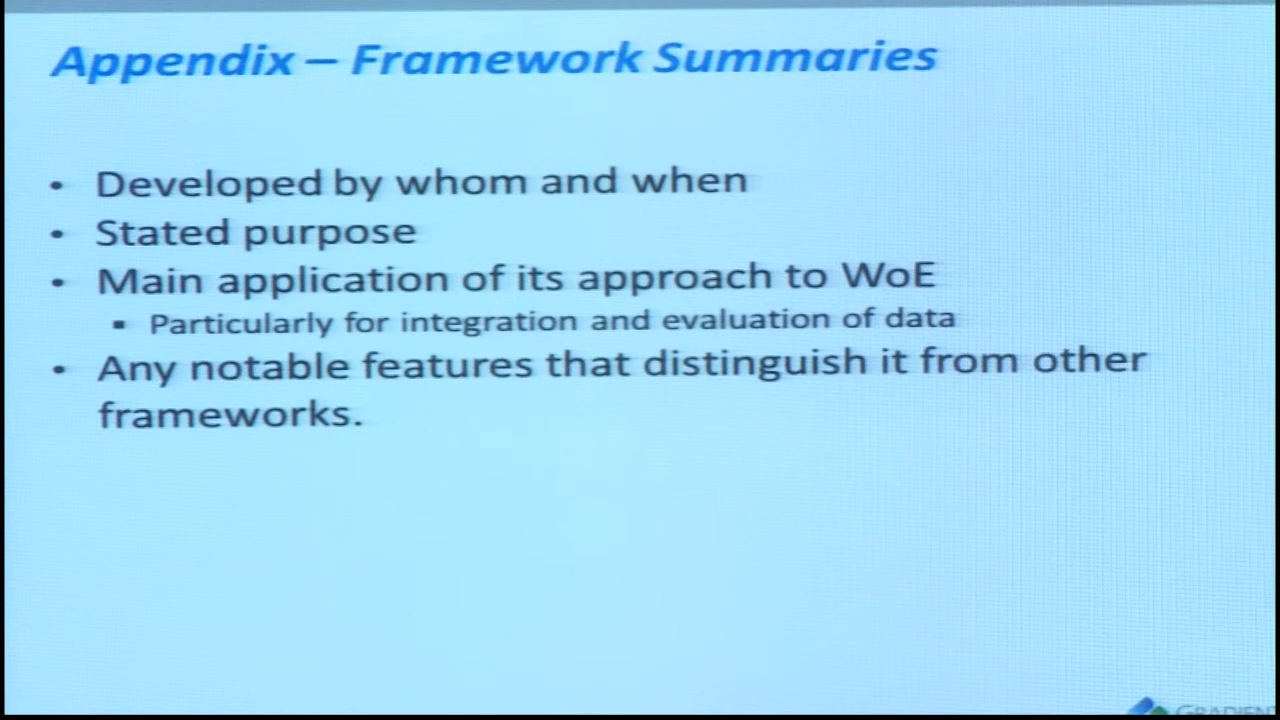 Appendix – Framework Summaries
• Developed by whom and when
• Stated purpose
• Main application of its approach to WoE
▪ Particularly for integration and evaluation of data
• Any notable features that distinguish it from other
frameworks.